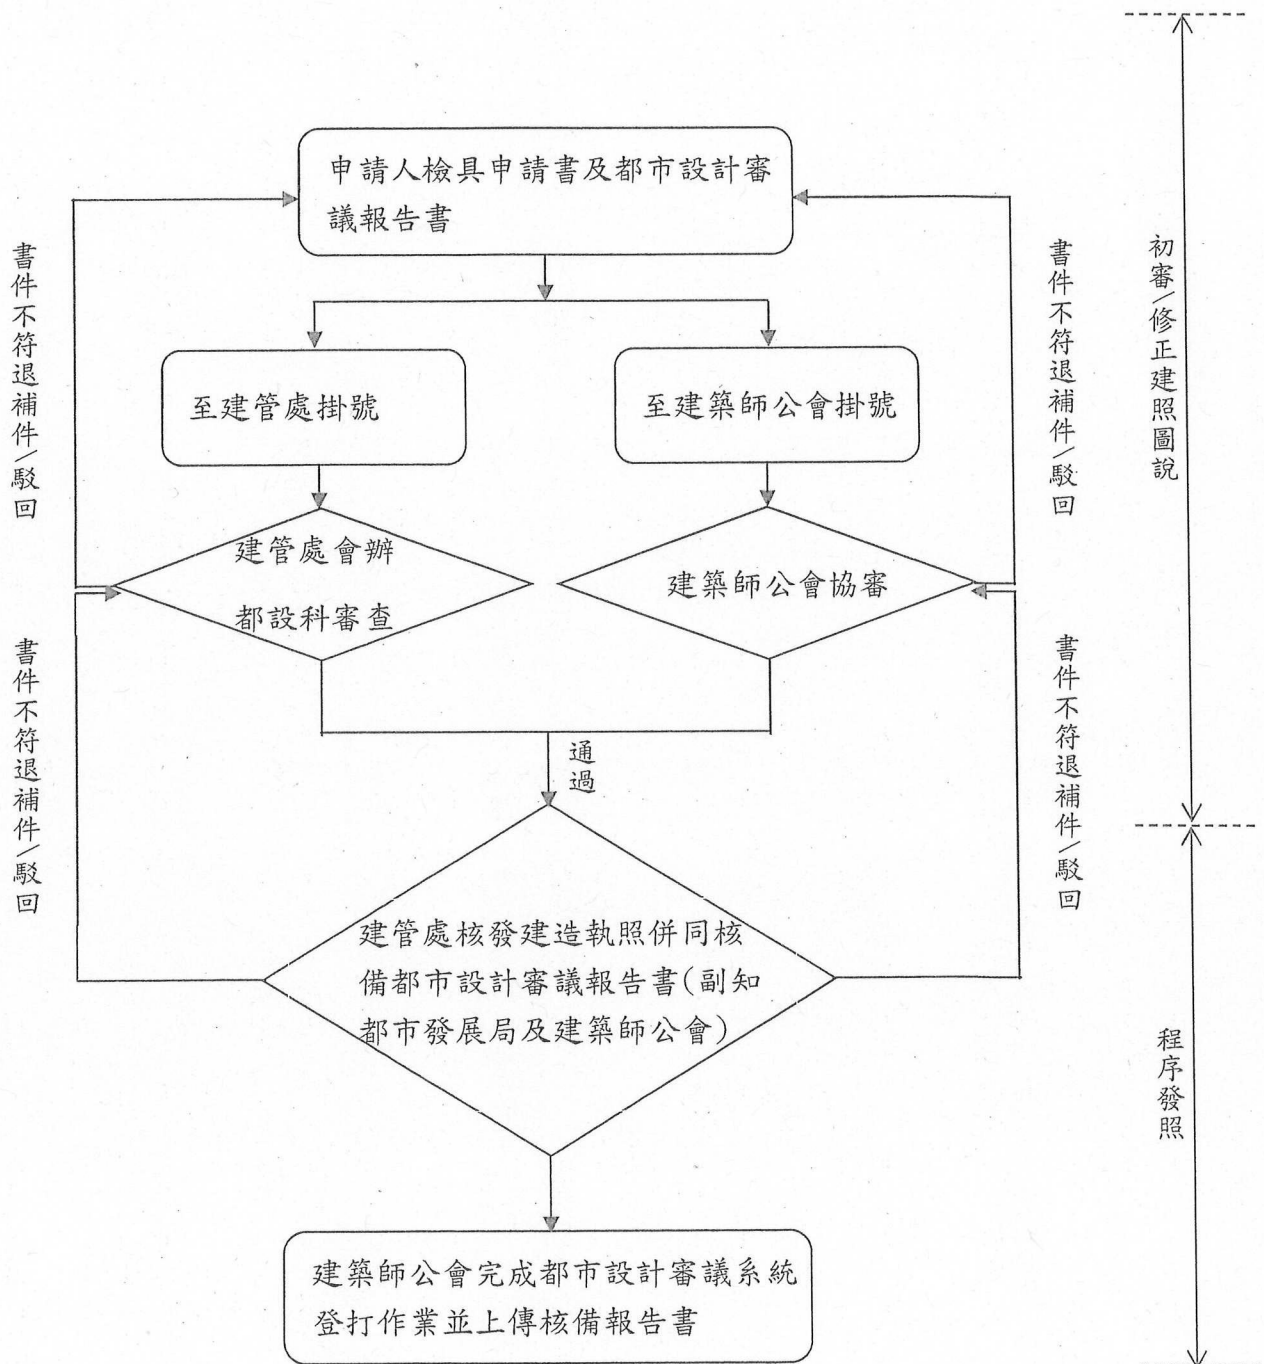 申請人檢具申請書及都市設計審
議報告書
書件不符退補件/駁回
書件不符退補件/駁回
初審/修正建照圖說
至建管處掛號
至建築師公會掛號
建管處會辦
都設科審查
建築師公會協審
書件不符退補件/駁回
書件不符退補件/駁回
通過
建管處核發建造執照併同核
備都市設計審議報告書(副知
都市發展局及建築師公會)
程序發照
建築師公會完成都市設計審議系統
登打作業並上傳核備報告書